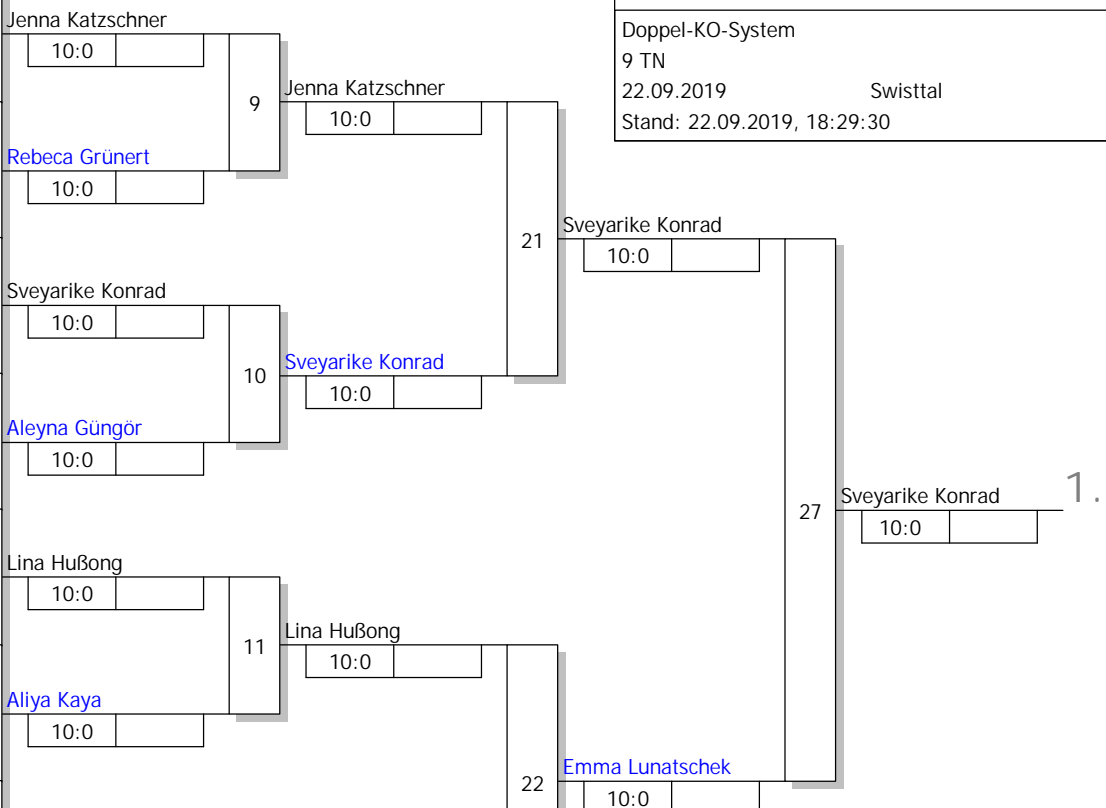 Jenna Katzschner
10:0
9
Jenna Katzschner
10:0
Rebeca Grünert
10:0
Doppel-KO-System
9 TN
22.09.2019 Swisttal
Stand: 22.09.2019, 18:29:30
21
Sveyarike Konrad
10:0
Sveyarike Konrad
10:0
10
Sveyarike Konrad
10:0
Aleyna Güngör
10:0
27
Sveyarike Konrad
10:0
1.
Lina Hußong
10:0
11
Lina Hußong
10:0
Aliya Kaya
10:0
22
Emma Lunatschek
10:0